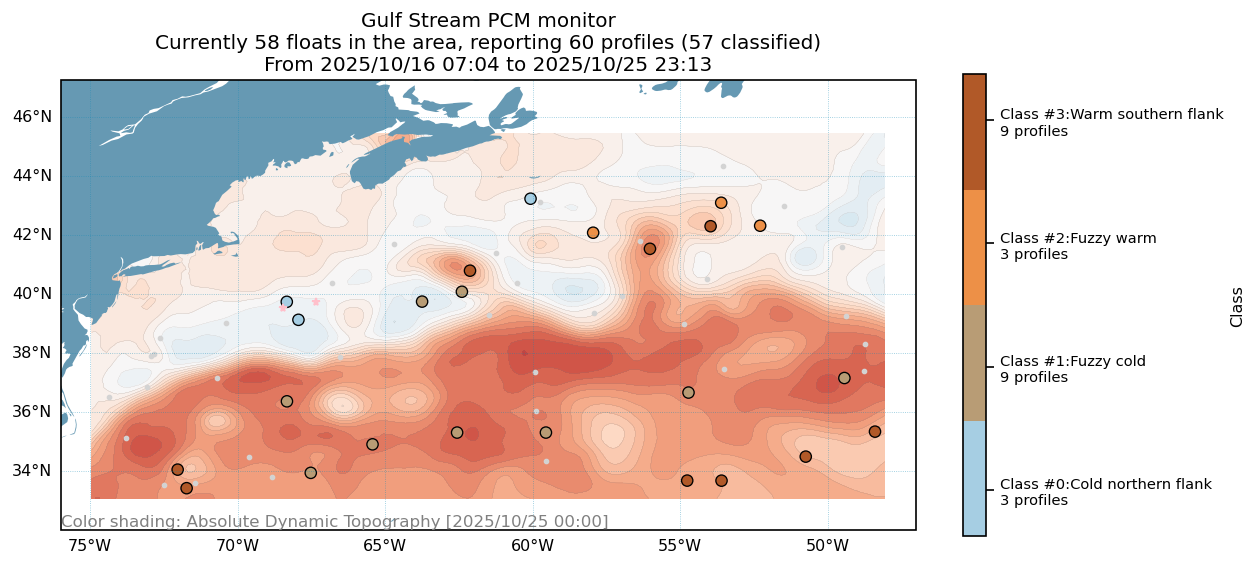 Gulf Stream PCM monitor
Currently 58 floats in the area, reporting 60 profiles (57 classified)
From 2025/10/16 07:04 to 2025/10/25 23:13
46°N
44°N
42°N
40°N
38°N
36°N
34°N
Color shading: Absolute Dynamic Topography [2025/10/25 00:00]
75°W
70°W
65°W
60°W
55°W
50°W
Class #3:Warm southern flank
9 profiles
Class #2:Fuzzy warm
3 profiles
Class #1:Fuzzy cold
9 profiles
Class #0:Cold northern flank
3 profiles
Class